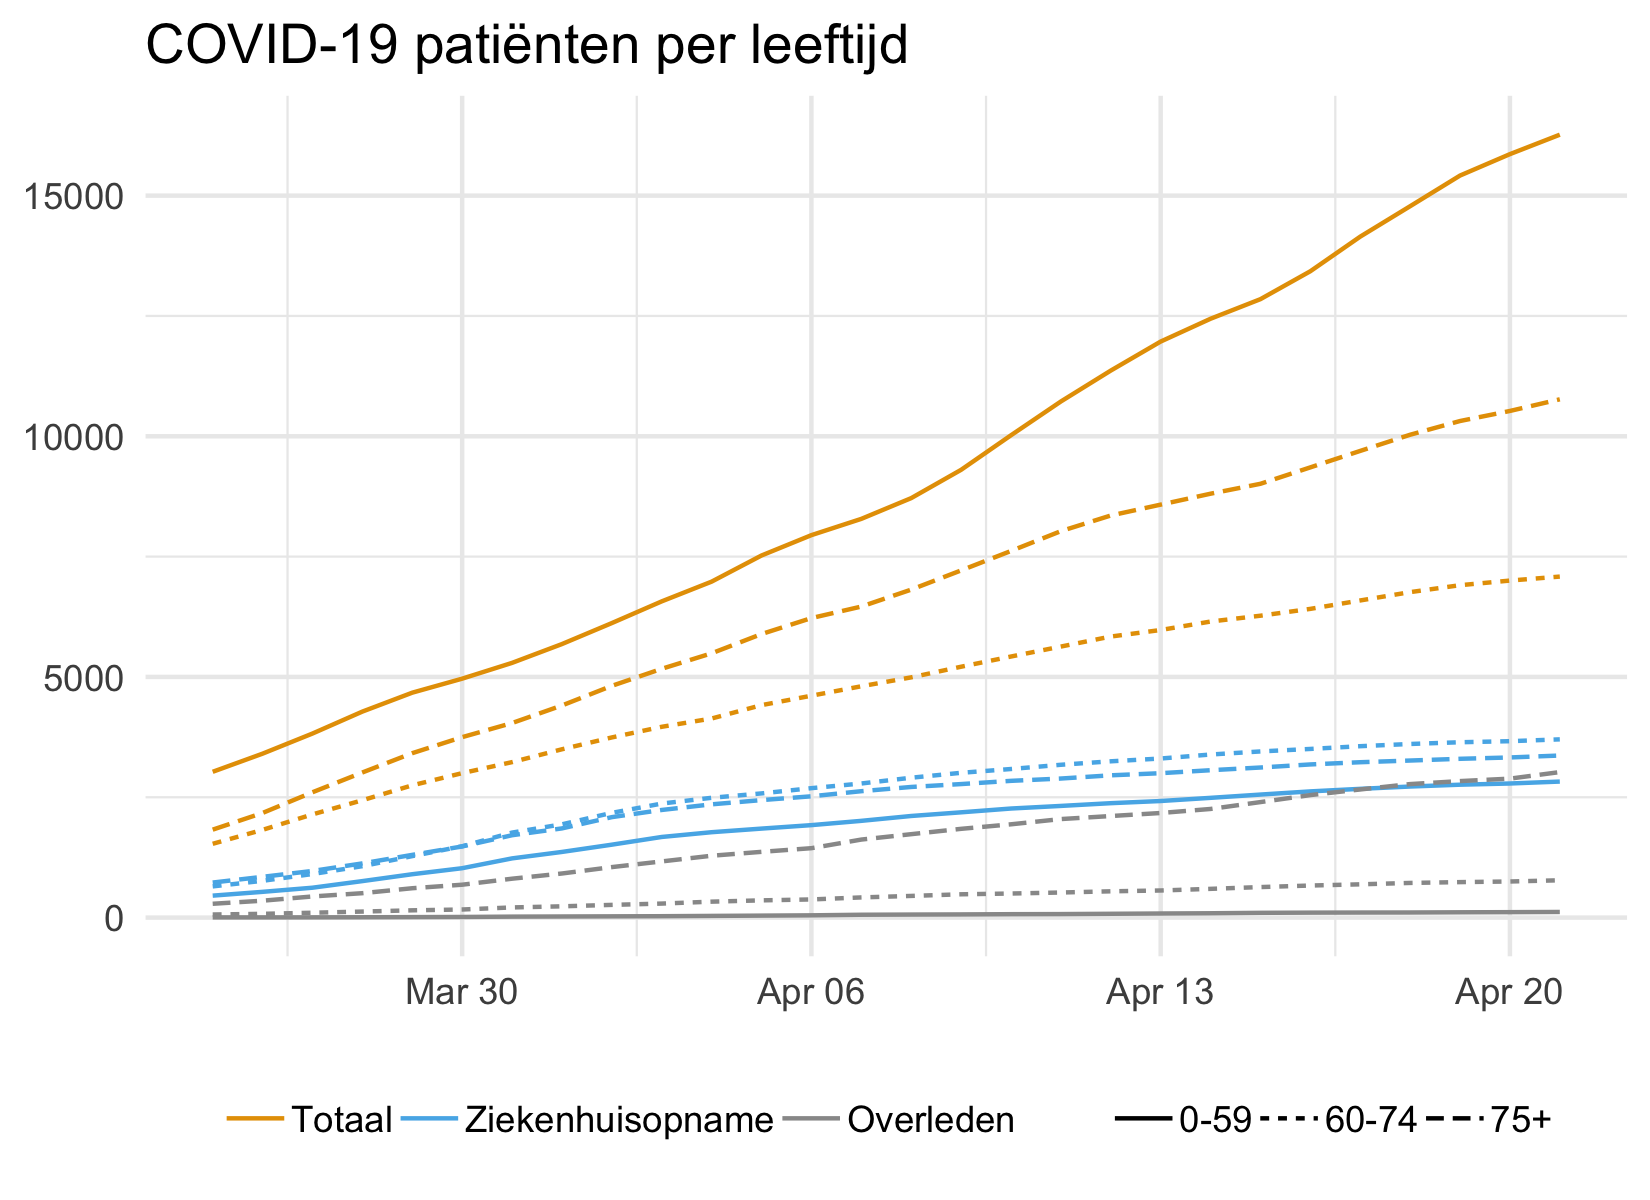 COVID-19 patiënten per leeftijd
15000
10000
5000
0
Mar 30 Apr 06 Apr 13 Apr 20
Totaal Ziekenhuisopname Overleden 0-59 60-74 75+